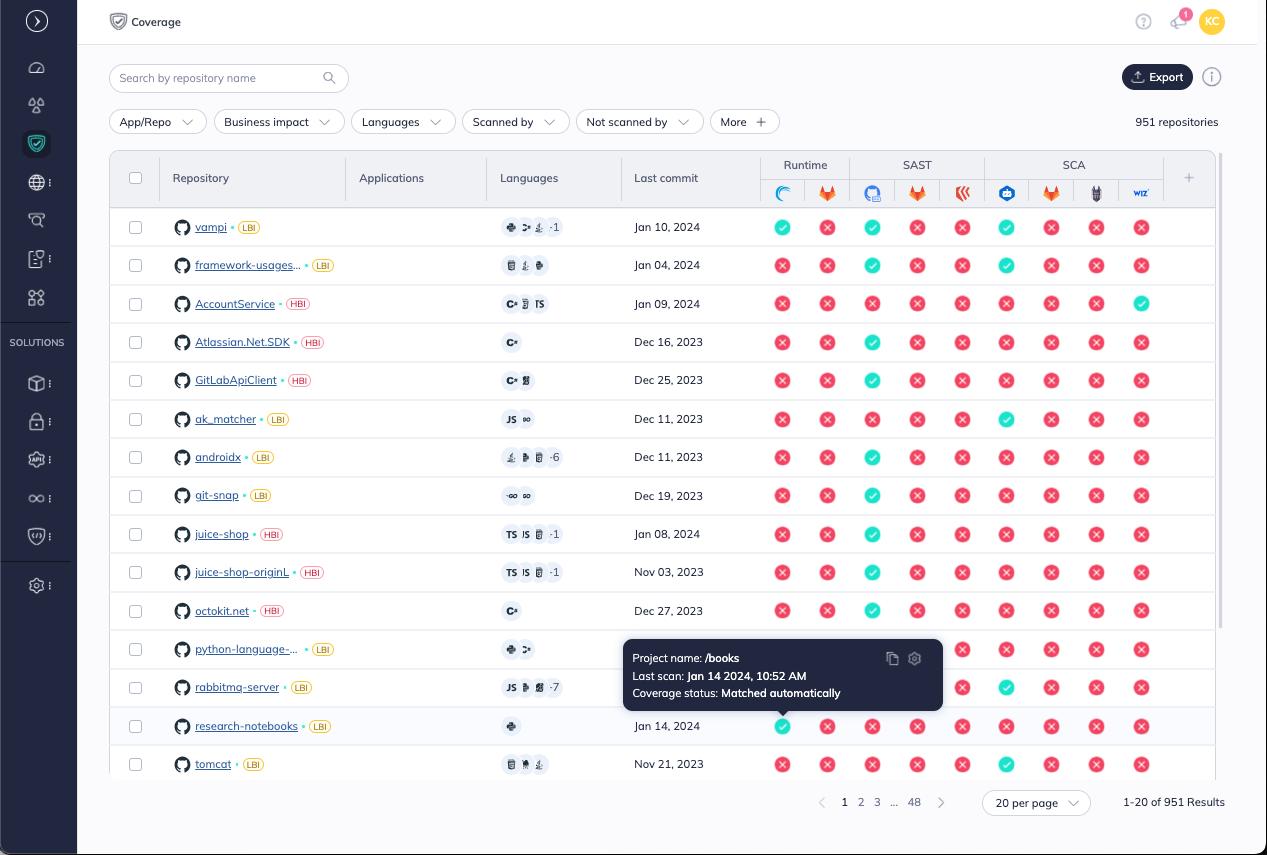 Coverage
1
KC
Search by repository name
Export
App/Repo
Business impact
Languages
Scanned by
Not scanned by
More
951 repositories
Runtime SAST SCA
Repository Applications Languages Last commit
WIZ
vampi LBI -1 Jan 10, 2024
framework-usages... LBI Jan 04, 2024
AccountService HBI C# TS Jan 09, 2024
Atlassian.Net.SDK HBI C# Dec 16, 2023
GitLabApiClient HBI C# Dec 25, 2023
ak_matcher LBI JS GO Dec 11, 2023
androidx LBI -6 Dec 11, 2023
git-snap LBI GO GO Dec 19, 2023
SOLUTIONS
API
juice-shop HBI TS JS -1 Jan 08, 2024
juice-shop-originL HBI TS JS -1 Nov 03, 2023
octokit.net HBI C# Dec 27, 2023
python-language-... LBI
rabbitmq-server LBI JS -7
Project name: /books
Last scan: Jan 14 2024, 10:52 AM
Coverage status: Matched automatically
research-notebooks LBI Jan 14, 2024
tomcat LBI Nov 21, 2023
1 2 3 ... 48
20 per page
1-20 of 951 Results